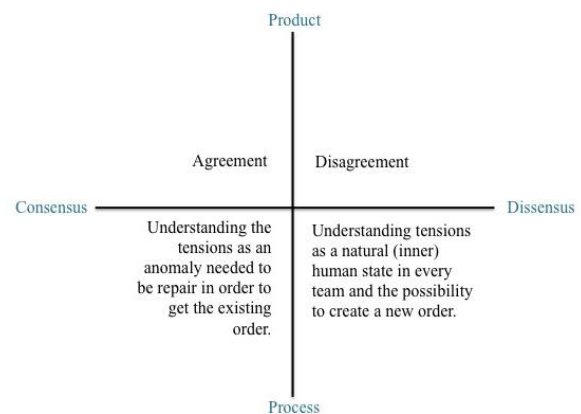 Product
Agreement
Disagreement
Consensus
Dissensus
Understanding the
tensions as an
anomaly needed to
be repair in order to
get the existing
order.
Understanding tensions
as a natural (inner)
human state in every
team and the possibility
to create a new order.
Process